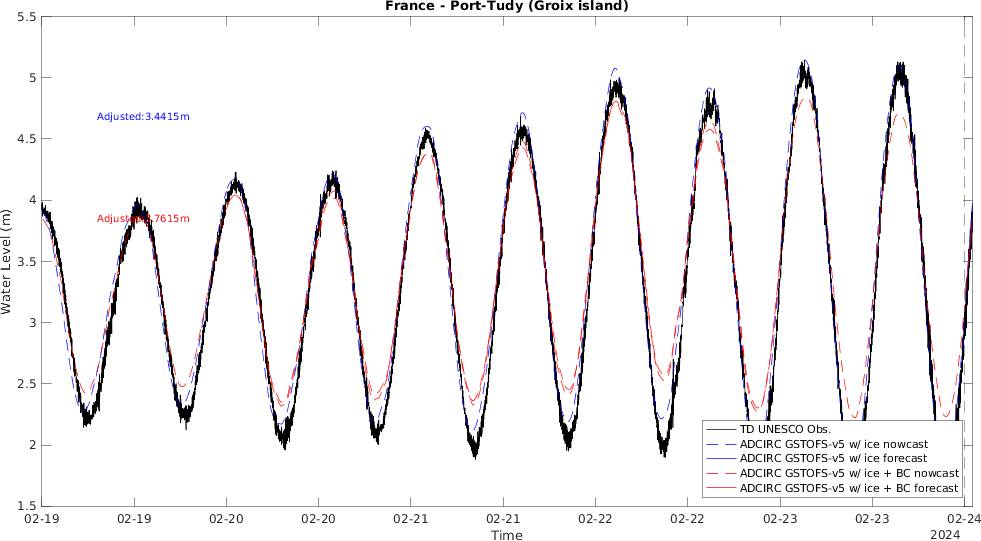 France - Port-Tudy (Groix island)
5.5
5
4.5
4
3.5
3
2.5
2
1.5
Water Level (m)
Adjusted:3.4415m
TD UNESCO Obs.
ADCIRC GSTOFS-v5 w/ ice nowcast
ADCIRC GSTOFS-v5 w/ ice forecast
ADCIRC GSTOFS-v5 w/ ice + BC nowcast
ADCIRC GSTOFS-v5 w/ ice + BC forecast
02-19 02-19 02-20 02-20 02-21 02-21 02-22 02-22 02-23 02-23 02-24
Time
2024